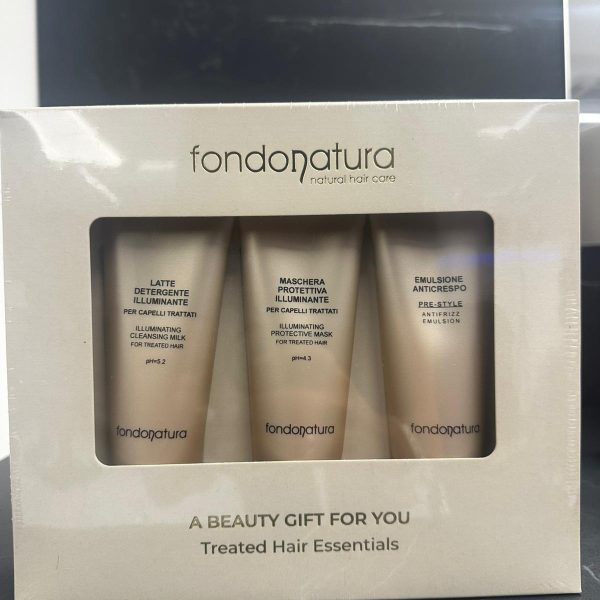 fondonatura
natural hair care
LATTE
DETERGENTE
ILLUMINANTE
PER CAPELLI TRATTATI
ILLUMINATING
CLEANSING MILK
FOR TREATED HAIR
pH=5.2
fondonatura
MASCHERA
PROTETTIVA
ILLUMINANTE
PER CAPELLI TRATTATI
ILLUMINATING
PROTECTIVE MASK
FOR TREATED HAIR
pH=4.3
fondonatura
EMULSIONE
ANTICRESPO
PRE-STYLE
ANTIFRIZZ
EMULSION
fondonatura
A BEAUTY GIFT FOR YOU
Treated Hair Essentials